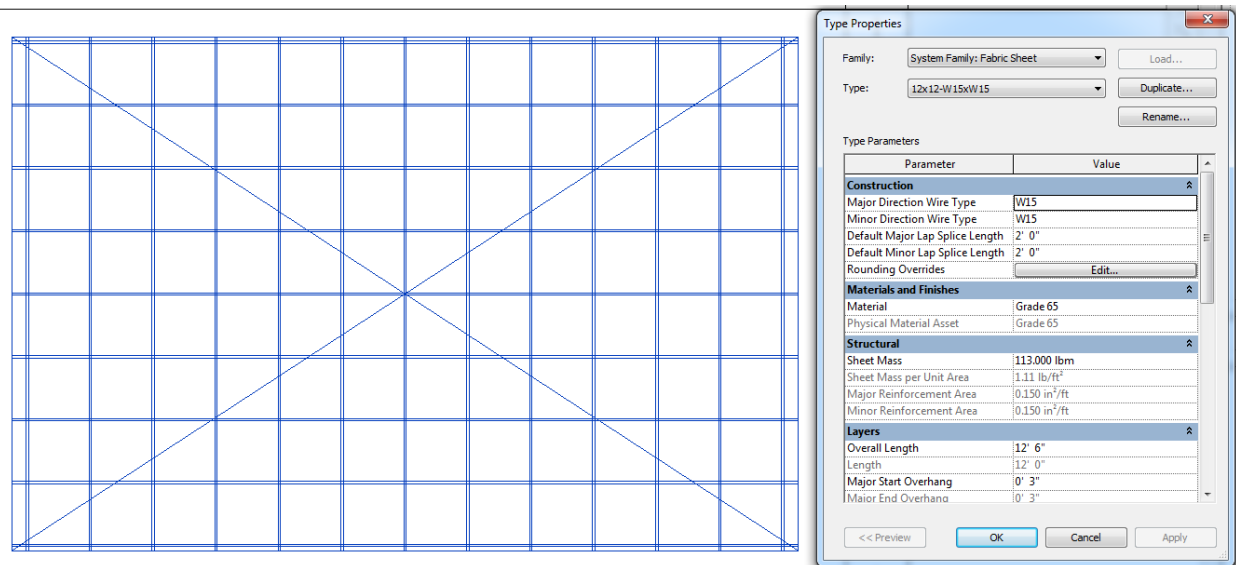 Type Properties
Family: System Family: Fabric Sheet Load...
Type: 12x12-W15xW15 Duplicate...
Rename...
Type Parameters
Parameter Value
Construction
Major Direction Wire Type W15
Minor Direction Wire Type W15
Default Major Lap Splice Length 2' 0"
Default Minor Lap Splice Length 2' 0"
Rounding Overrides Edit...
Materials and Finishes
Material Grade 65
Physical Material Asset Grade 65
Structural
Sheet Mass 113.000 lbm
Sheet Mass per Unit Area 1.11 lb/ft²
Major Reinforcement Area 0.150 in²/ft
Minor Reinforcement Area 0.150 in²/ft
Layers
Overall Length 12' 6"
Length 12' 0"
Major Start Overhang 0' 3"
Major End Overhang 0' 3"
<< Preview OK Cancel Apply